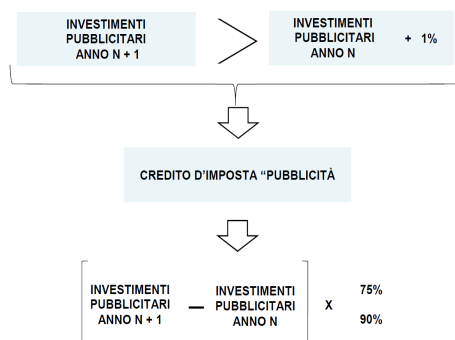 INVESTIMENTI
PUBBLICITARI
ANNO N + 1
INVESTIMENTI
PUBBLICITARI
ANNO N
+ 1%
CREDITO D'IMPOSTA “PUBBLICITÀ
INVESTIMENTI
PUBBLICITARI
ANNO N + 1
—
INVESTIMENTI
PUBBLICITARI
ANNO N
X
75%
90%